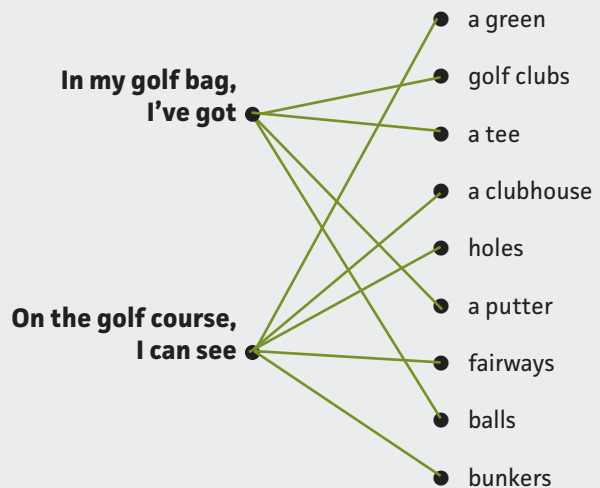 In my golf bag,
I've got
On the golf course,
I can see
a green
golf clubs
a tee
a clubhouse
holes
a putter
fairways
balls
bunkers